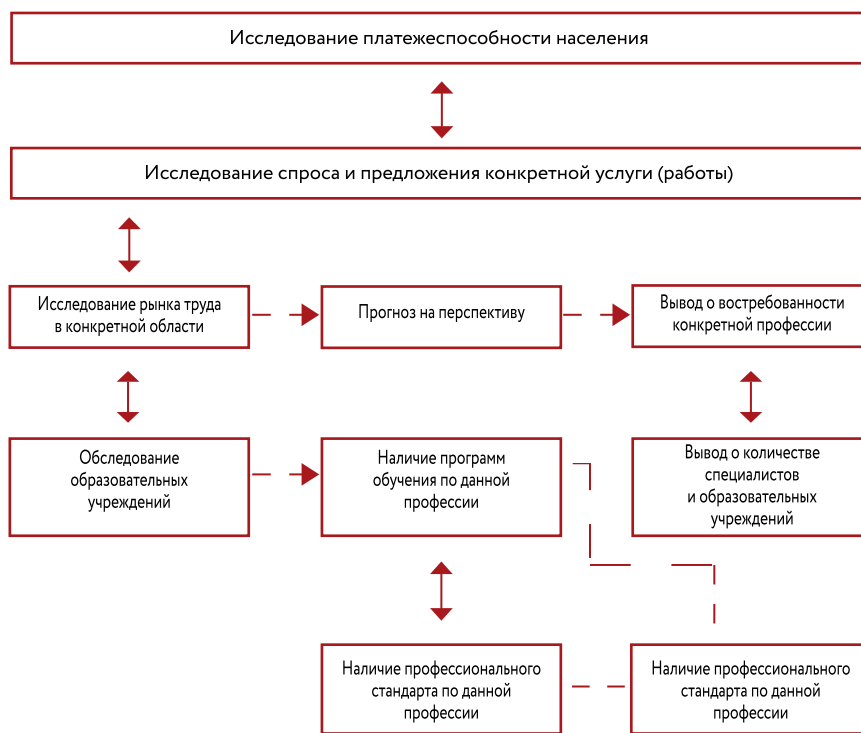 Исследование платежеспособности населения
Исследование спроса и предложения конкретной услуги (работы)
Исследование рынка труда
в конкретной области
Прогноз на перспективу
Вывод о востребованности
конкретной профессии
Обследование
образовательных
учреждений
Наличие программ
обучения по данной
профессии
Вывод о количестве
специалистов
и образовательных
учреждений
Наличие профессионального
стандарта по данной
профессии
Наличие профессионального
стандарта по данной
профессии